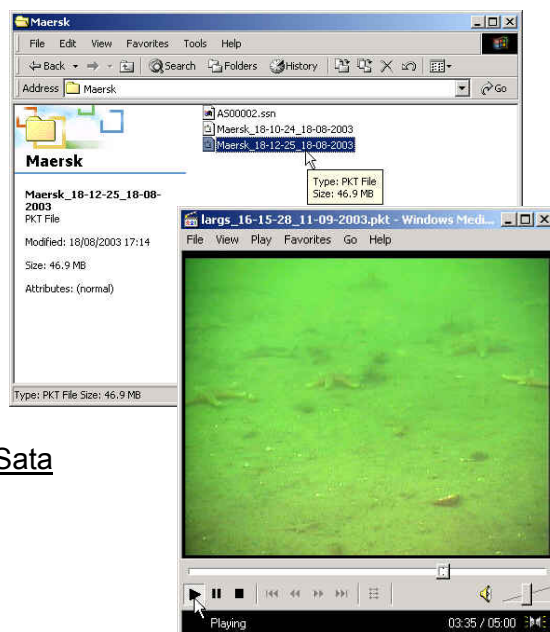 Maersk
File Edit View Favorites Tools Help
Back Search Folders History
Address Maersk Go
AS00002.ssn
Maersk_18-10-24_18-08-2003
Maersk_18-12-25_18-08-2003
Type: PKT File
Size: 46.9 MB
Maersk
Maersk_18-12-25_18-08-
2003
PKT File
Modified: 18/08/2003 17:14
Size: 46.9 MB
Attributes: (normal)
Type: PKT File Size: 46.9 MB
largs_16-15-28_11-09-2003.pkt - Windows Medi...
File View Play Favorites Go Help
Sata
Playing 03:35 / 05:00